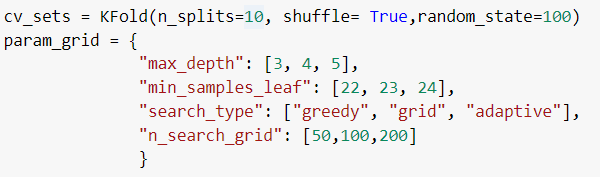 cv_sets = KFold(n_splits=10, shuffle= True,random_state=100)
param_grid = {
"max_depth": [3, 4, 5],
"min_samples_leaf": [22, 23, 24],
"search_type": ["greedy", "grid", "adaptive"],
"n_search_grid": [50,100,200]
}